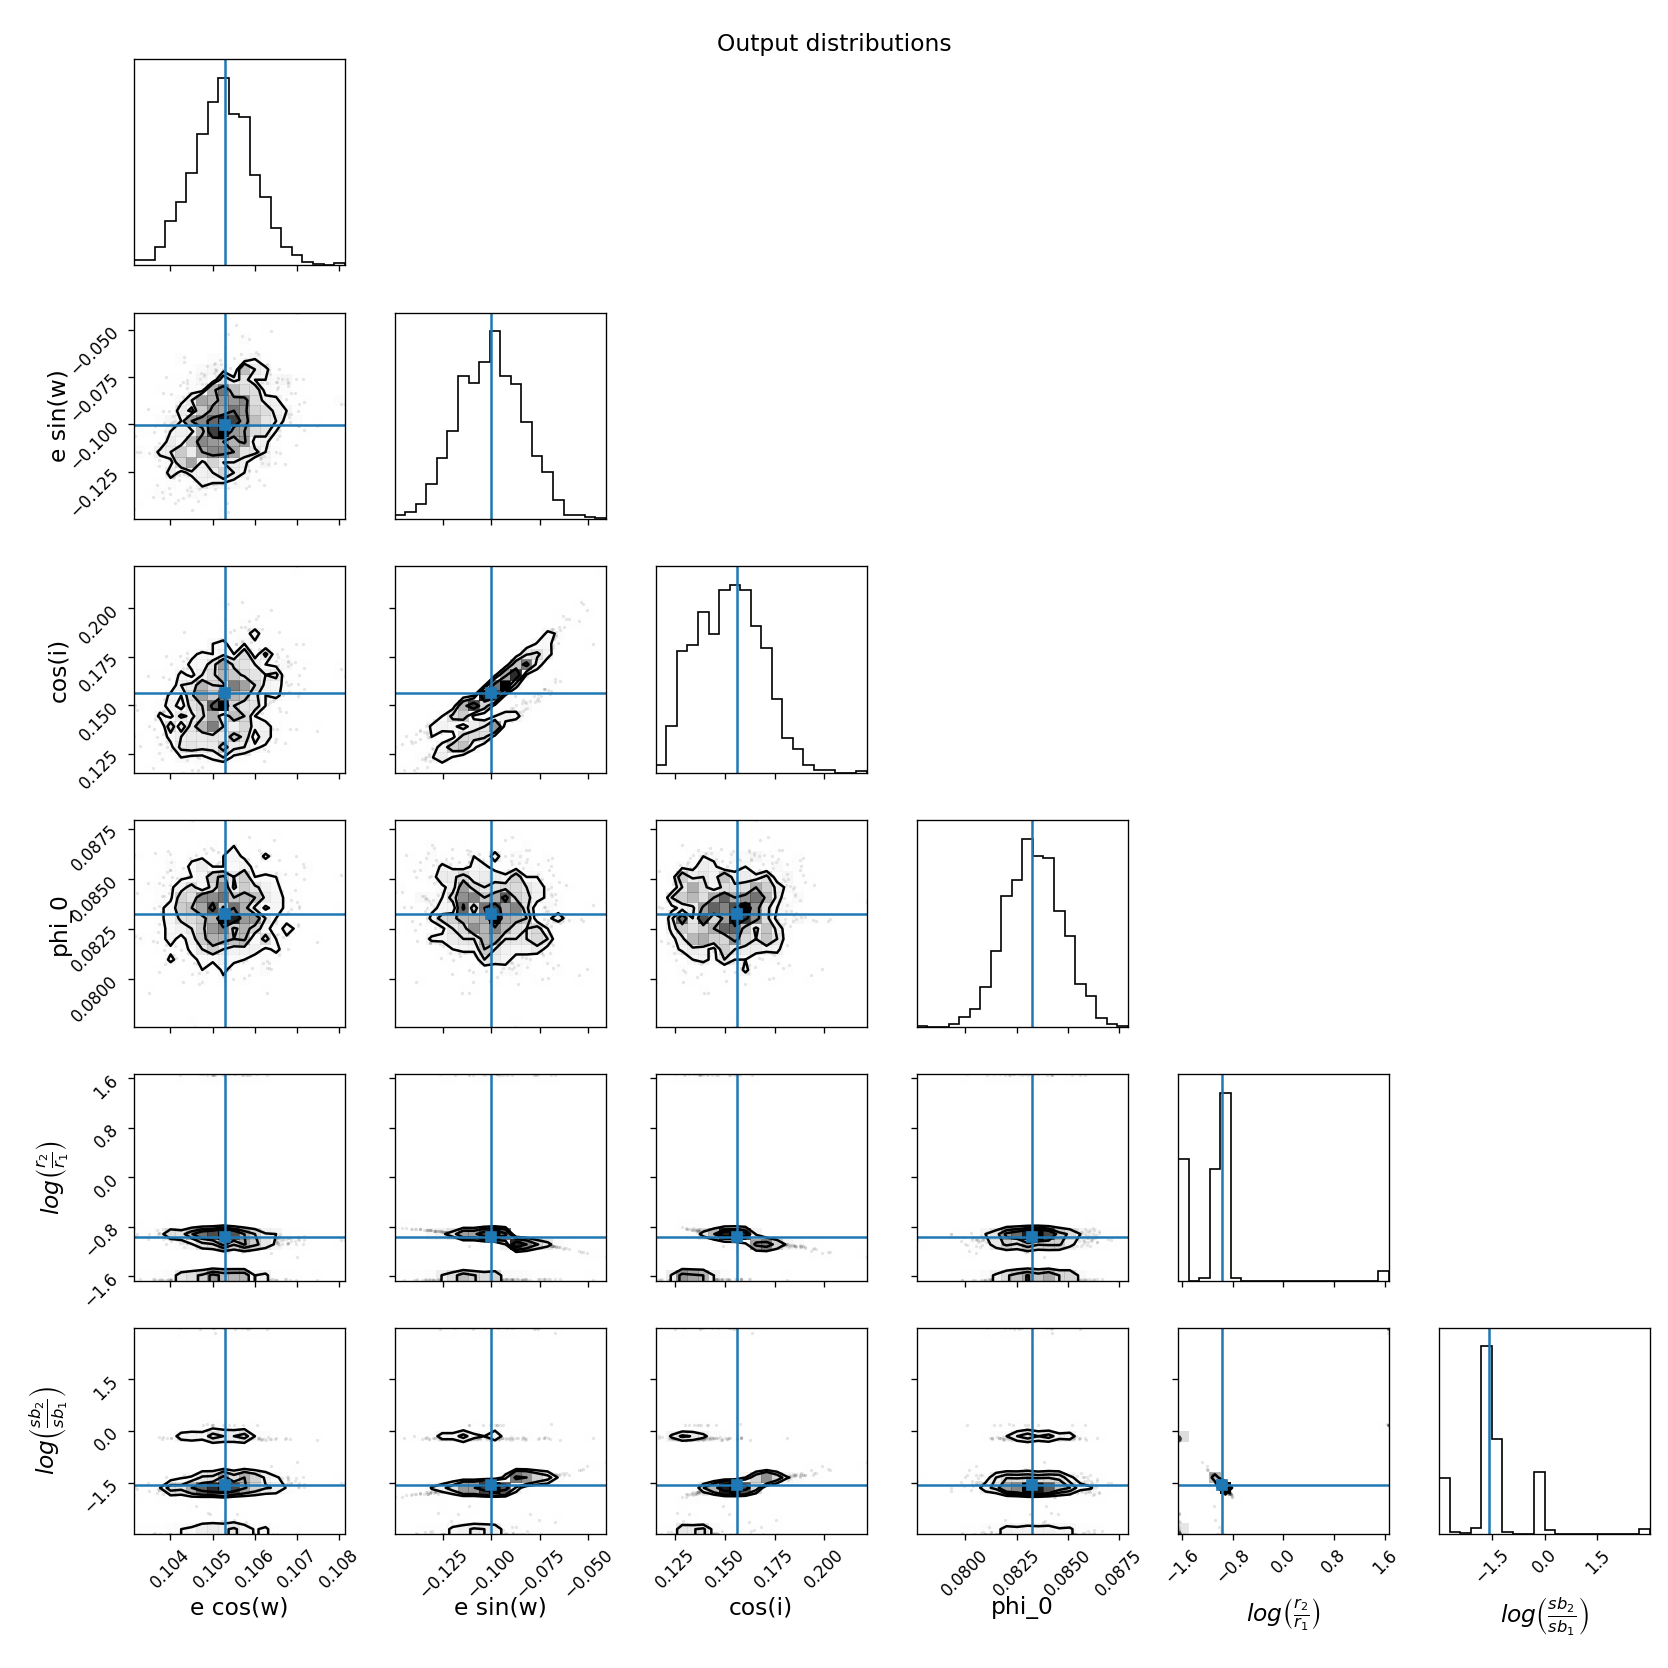 Output distributions
e sin(w)
−0.050
−0.075
−0.100
−0.125
cos(i)
0.200
0.175
0.150
0.125
phi_0
0.0875
0.0850
0.0825
0.0800
log(r₂/r₁)
1.6
0.8
0.0
−0.8
−1.6
log(sb₂/sb₁)
1.5
0.0
−1.5
0.104 0.105 0.106 0.107 0.108
−0.125 −0.100 −0.075 −0.050
0.125 0.150 0.175 0.200
0.0800 0.0825 0.0850 0.0875
−1.6 −0.8 0.0 0.8 1.6
−1.5 0.0 1.5
e cos(w) e sin(w) cos(i) phi_0 log(r₂/r₁) log(sb₂/sb₁)